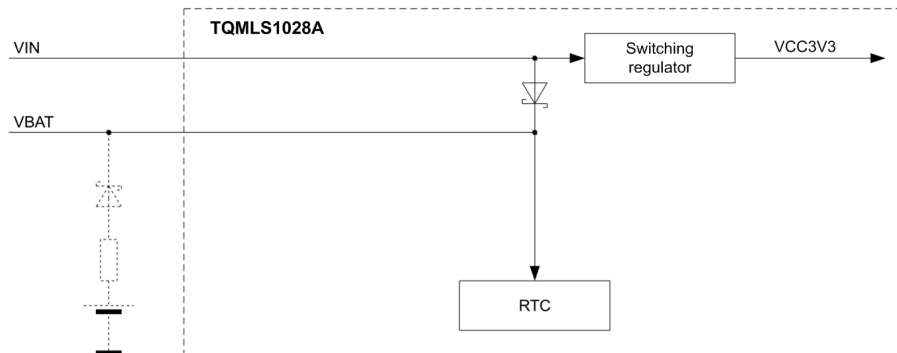 TQMLS1028A
VIN
Switching
regulator
VCC3V3
VBAT
RTC